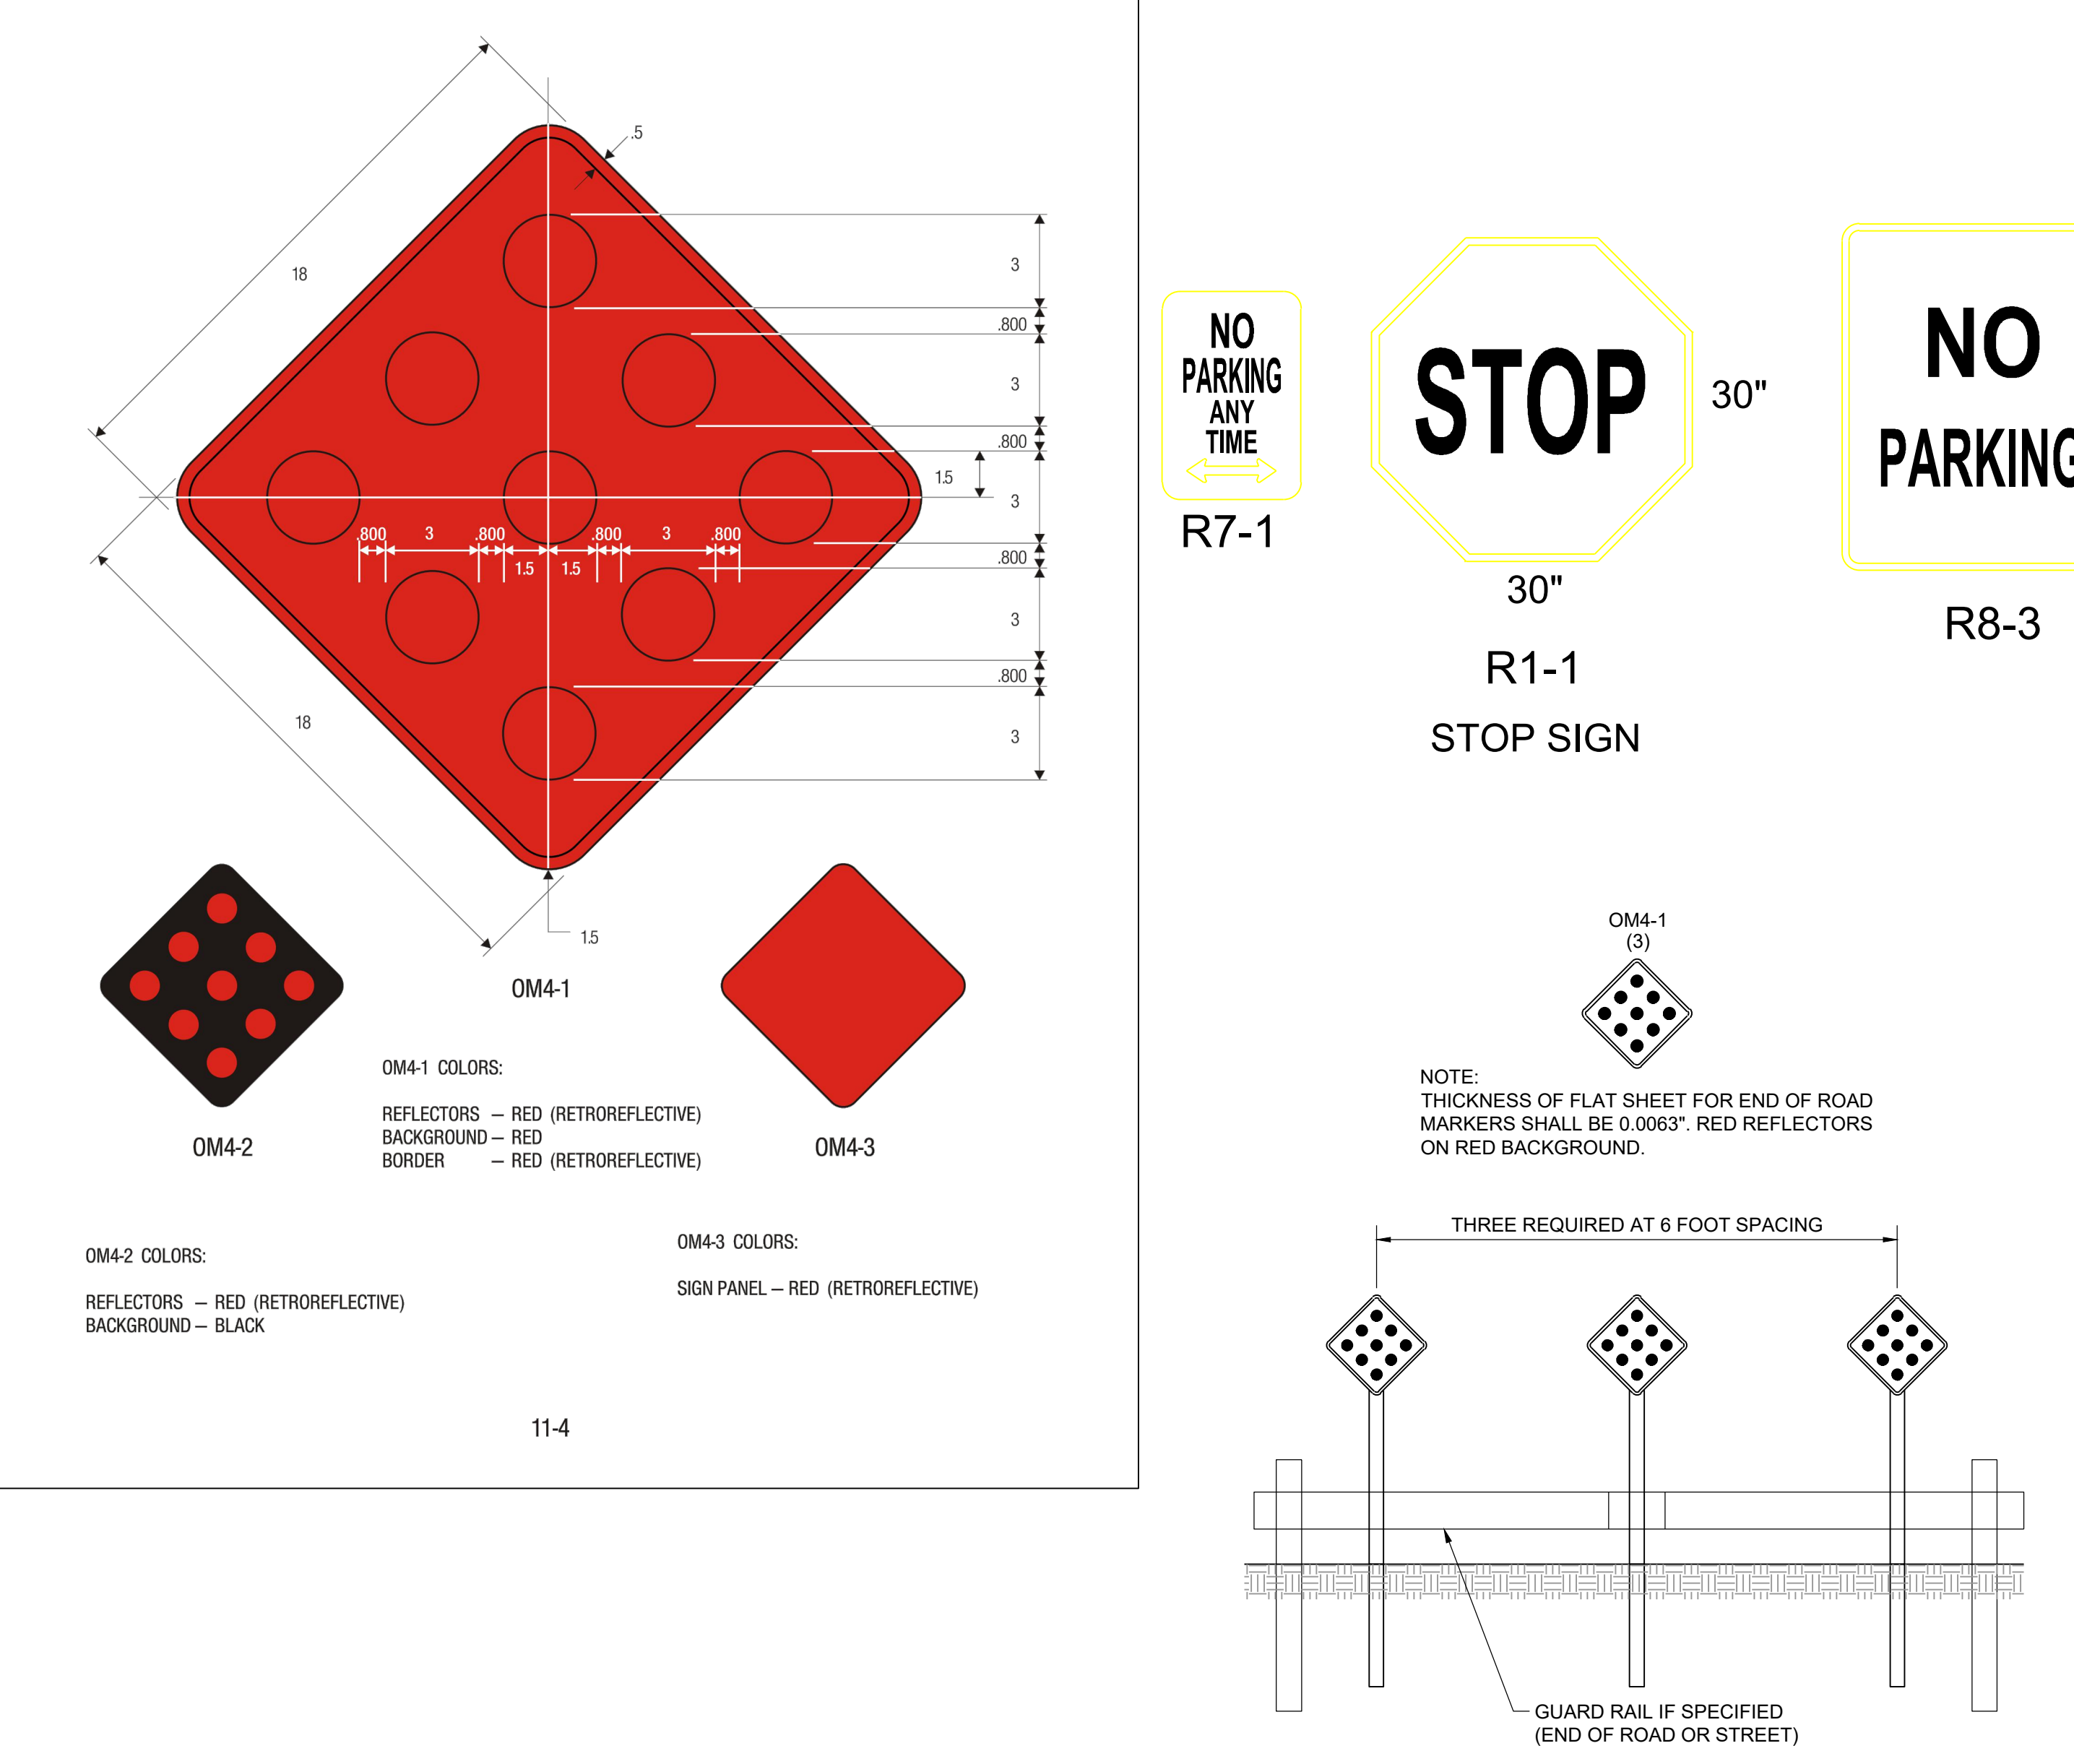 .5
18
3
.800
3
.800
1.5
3
.800 3 .800 .800 3 .800
1.5 1.5
.800
3
.800
18
3
1.5
OM4-1
OM4-2
OM4-3
OM4-1 COLORS:
REFLECTORS – RED (RETROREFLECTIVE)
BACKGROUND – RED
BORDER – RED (RETROREFLECTIVE)
OM4-2 COLORS:
REFLECTORS – RED (RETROREFLECTIVE)
BACKGROUND – BLACK
OM4-3 COLORS:
SIGN PANEL – RED (RETROREFLECTIVE)
11-4
NO
PARKING
ANY
TIME
R7-1
STOP
30"
30"
R1-1
STOP SIGN
NO
PARKING
R8-3
OM4-1
(3)
NOTE:
THICKNESS OF FLAT SHEET FOR END OF ROAD
MARKERS SHALL BE 0.0063". RED REFLECTORS
ON RED BACKGROUND.
THREE REQUIRED AT 6 FOOT SPACING
GUARD RAIL IF SPECIFIED
(END OF ROAD OR STREET)